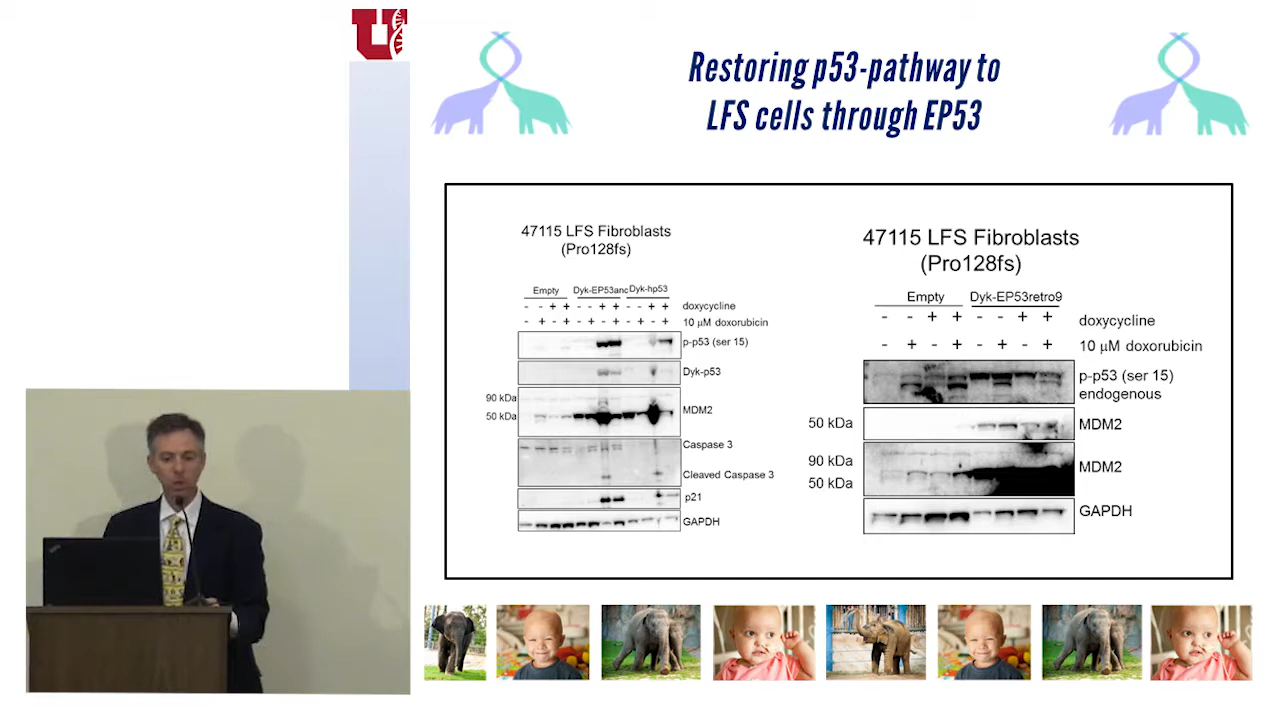 Restoring p53-pathway to
LFS cells through EP53
47115 LFS Fibroblasts
(Pro128fs)
Empty Dyk-EP53anc Dyk-hp53
- - + + - - + + - - + + doxycycline
- + - + - + - + - + - + 10 µM doxorubicin
p-p53 (ser 15)
Dyk-p53
90 kDa
50 kDa
MDM2
Caspase 3
Cleaved Caspase 3
p21
GAPDH
47115 LFS Fibroblasts
(Pro128fs)
Empty Dyk-EP53retro9
- - + + - - + + doxycycline
- + - + - + - + 10 µM doxorubicin
p-p53 (ser 15)
endogenous
50 kDa MDM2
90 kDa
50 kDa
MDM2
GAPDH